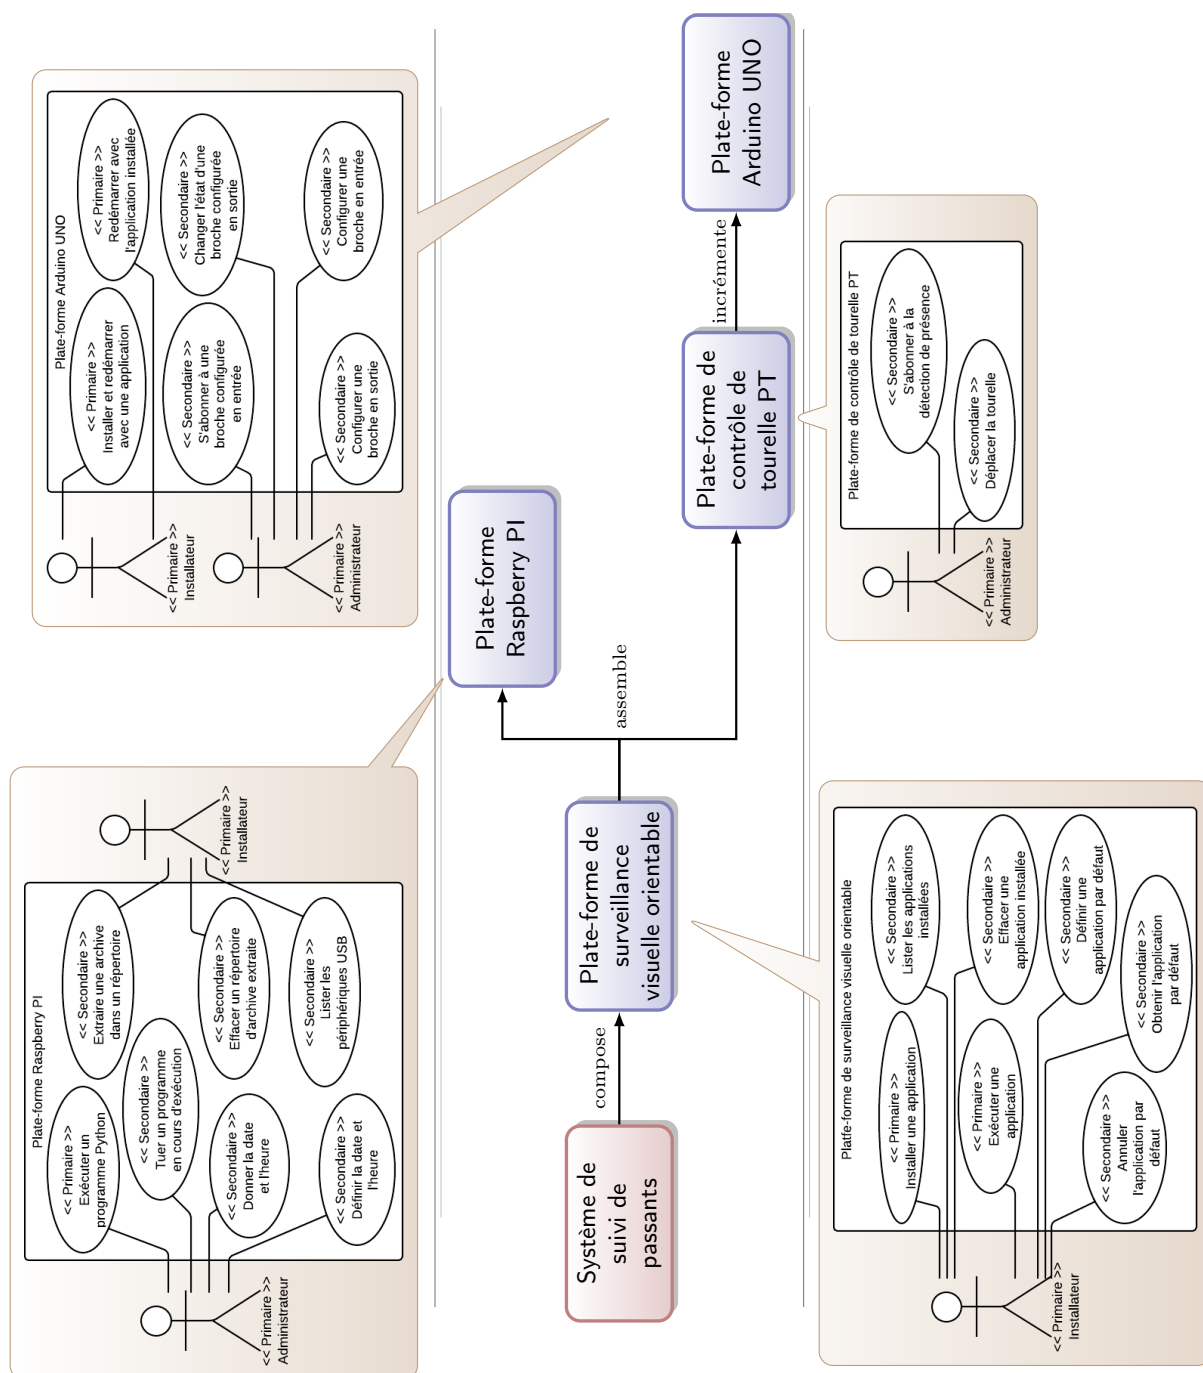 Plate-forme Raspberry PI
<< Primaire >>
Exécuter un
programme Python
<< Secondaire >>
Extraire une archive
dans un répertoire
<< Secondaire >>
Tuer un programme
en cours d'exécution
<< Secondaire >>
Effacer un répertoire
d'archive extraite
<< Secondaire >>
Donner la date
et l'heure
<< Secondaire >>
Lister les
périphériques USB
<< Secondaire >>
Définir la date et
l'heure
<< Primaire >>
Administrateur
<< Primaire >>
Installateur
Plate-forme Arduino UNO
<< Primaire >>
Installer et redémarrer
avec une application
<< Primaire >>
Redémarrer avec
l'application installée
<< Secondaire >>
S'abonner à une
broche configurée
en entrée
<< Secondaire >>
Changer l'état d'une
broche configurée
en sortie
<< Secondaire >>
Configurer une
broche en sortie
<< Secondaire >>
Configurer une
broche en entrée
<< Primaire >>
Installateur
<< Primaire >>
Administrateur
Système de
suivi de
passants
compose
Plate-forme de
surveillance
visuelle orientable
assemble
Plate-forme
Raspberry PI
Plate-forme de
contrôle de
tourelle PT
incrémente
Plate-forme
Arduino UNO
Platte-forme de surveillance visuelle orientable
<< Primaire >>
Installer une application
<< Secondaire >>
Lister les applications
installées
<< Primaire >>
Exécuter une
application
<< Secondaire >>
Effacer une
application installée
<< Secondaire >>
Définir une
application par défaut
<< Secondaire >>
Annuler
l'application par
défaut
<< Secondaire >>
Obtenir l'application
par défaut
<< Primaire >>
Installateur
Plate-forme de contrôle de tourelle PT
<< Secondaire >>
S'abonner à la
détection de présence
<< Secondaire >>
Déplacer la tourelle
<< Primaire >>
Administrateur